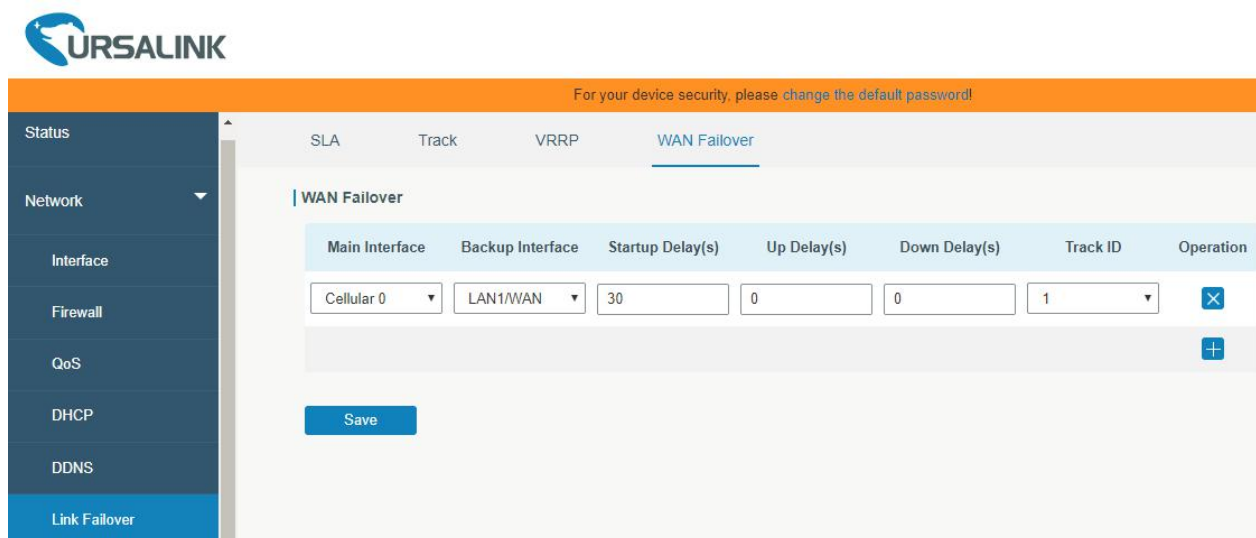 URSALINK
For your device security, please change the default password!
Status
SLA Track VRRP WAN Failover
Network
WAN Failover
Main Interface Backup Interface Startup Delay(s) Up Delay(s) Down Delay(s) Track ID Operation
Interface
Cellular 0 LAN1/WAN 30 0 0 1
Firewall
QoS
DHCP
Save
DDNS
Link Failover